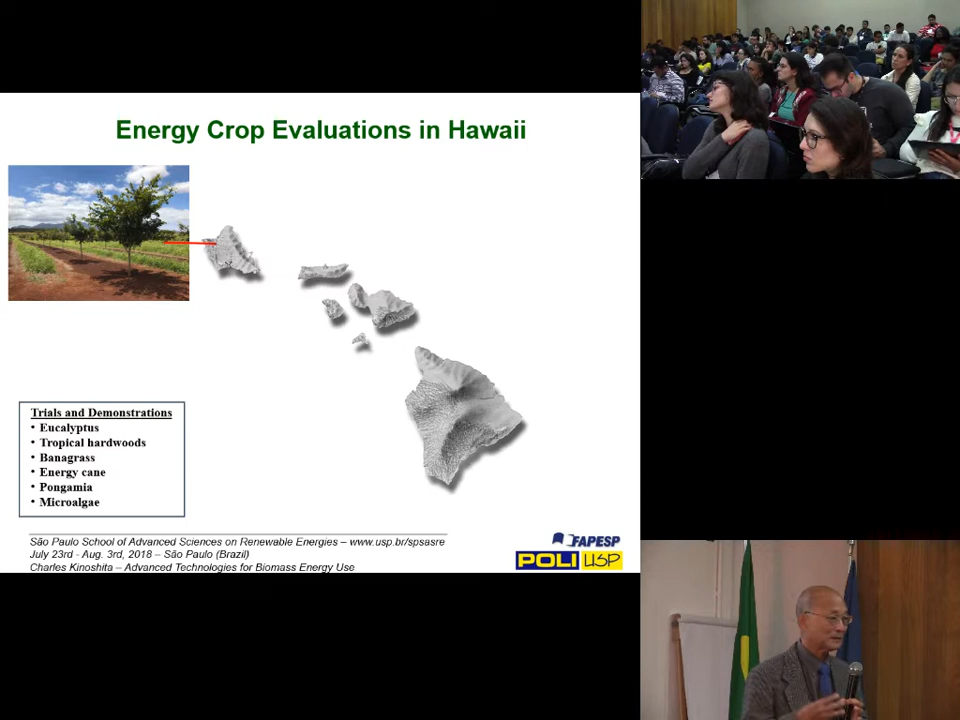 Energy Crop Evaluations in Hawaii
Trials and Demonstrations
• Eucalyptus
• Tropical hardwoods
• Banagrass
• Energy cane
• Pongamia
• Microalgae
São Paulo School of Advanced Sciences on Renewable Energies – www.usp.br/spsasre
July 23rd - Aug. 3rd, 2018 – São Paulo (Brazil)
Charles Kinoshita – Advanced Technologies for Biomass Energy Use
FAPESP
POLI USP